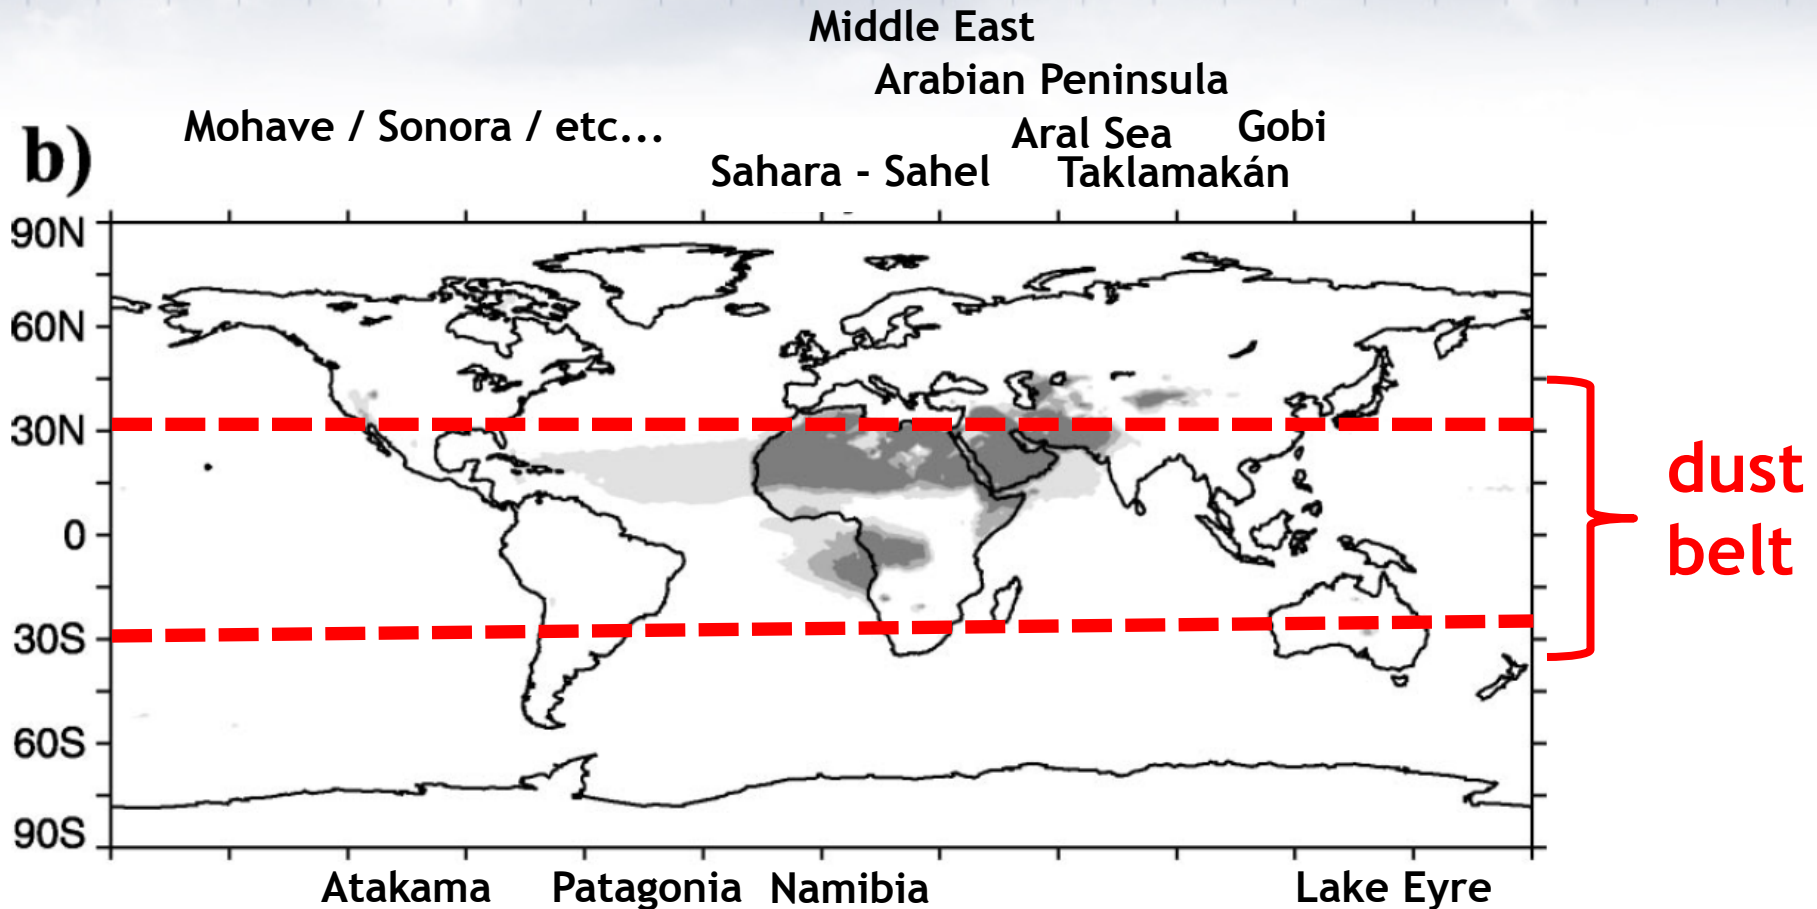 Middle East
Arabian Peninsula
Mohave / Sonora / etc...
Aral Sea
Gobi
b)
Sahara - Sahel
Taklamakán
90N
60N
30N
0
30S
60S
90S
dust
belt
Atakama
Patagonia
Namibia
Lake Eyre